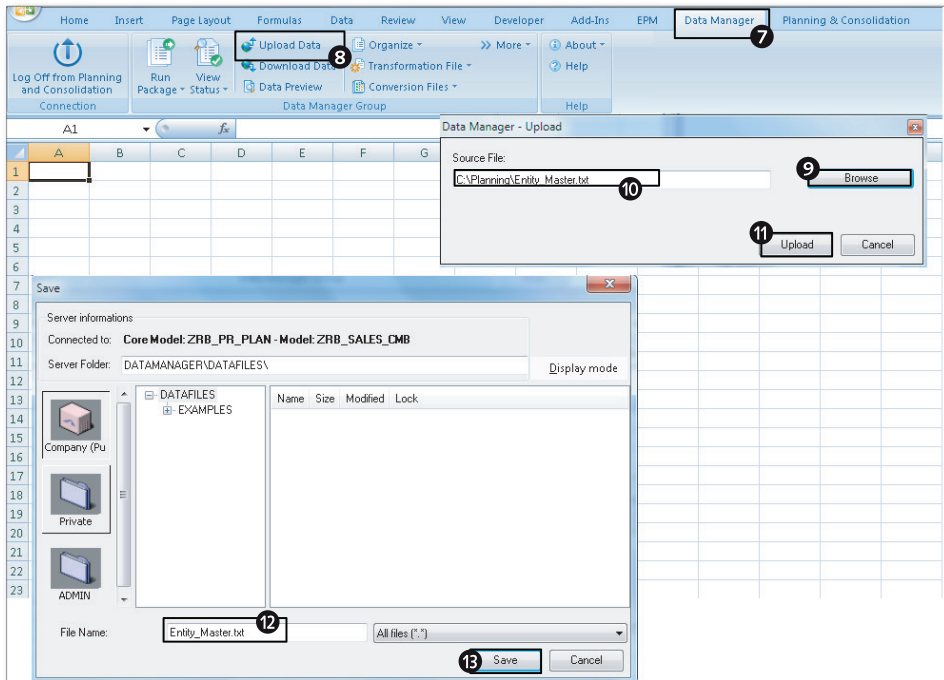 Home Insert Page Layout Formulas Data Review View Developer Add-Ins EPM Data Manager Planning & Consolidation
7
Upload Data Organize More About
8
Log Off from Planning and Consolidation
Run Package View Status
Download Data Transformation File Help
Data Preview Conversion Files
Connection Data Manager Group Help
A1 fx
A B C D E F G
1
2
3
4
5
6
7
8
9
10
11
12
13
14
15
16
17
18
19
20
21
22
23
Data Manager - Upload
Source File:
C:\Planning\Entity_Master.txt
10
9
Browse
11
Upload Cancel
Save
Server informations
Connected to: Core Model: ZRB_PR_PLAN - Model: ZRB_SALES_CMB
Server Folder: DATAMANAGER\DATAFILES\
Display mode
Company (Pu
Private
ADMIN
DATAFILES
EXAMPLES
Name Size Modified Lock
File Name: Entity_Master.txt
12
All files (*.*)
13
Save Cancel